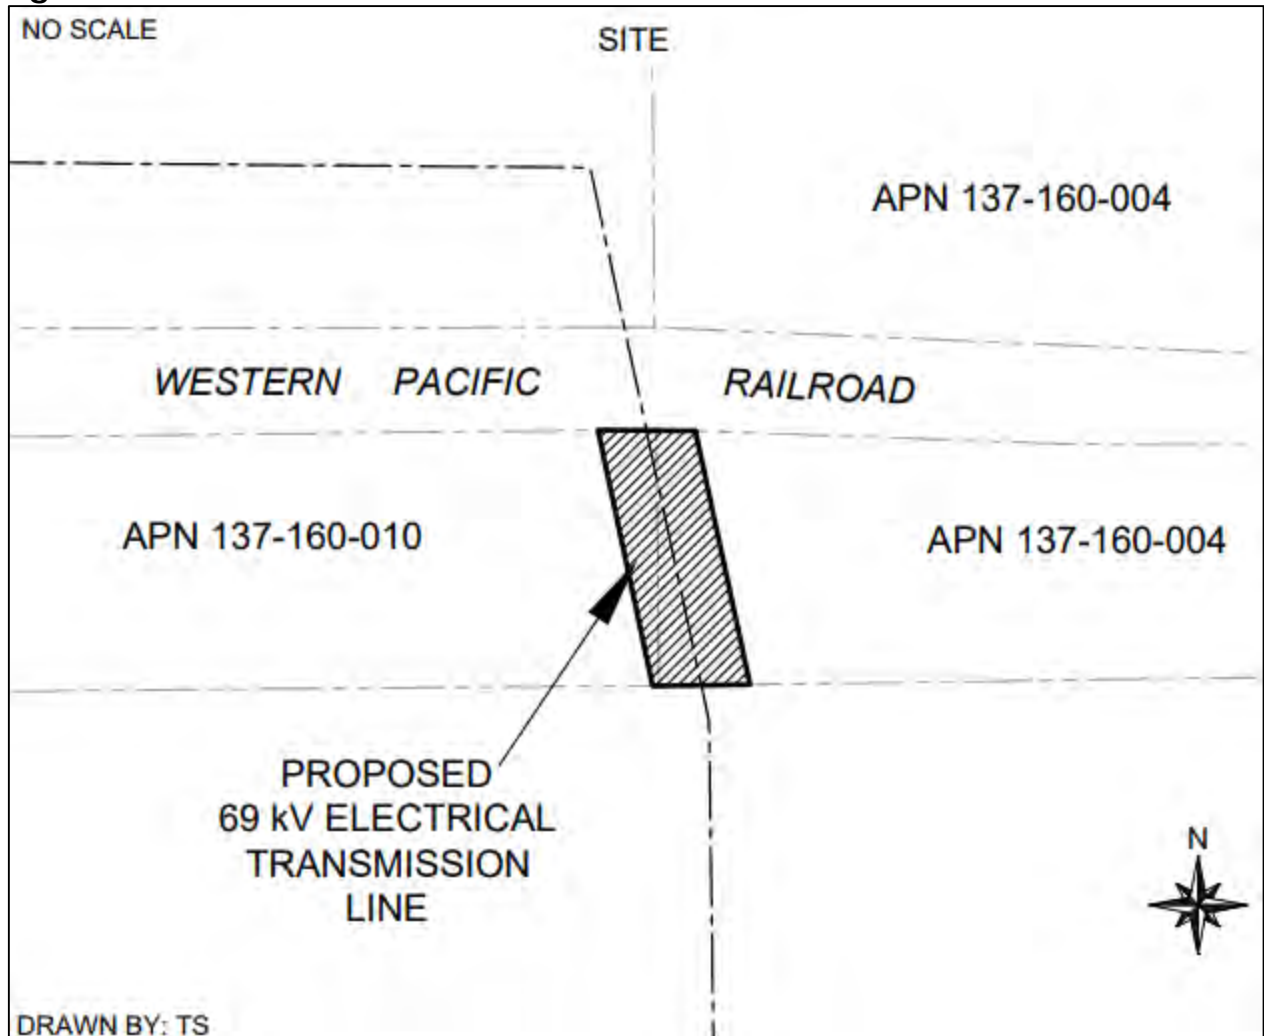 NO SCALE
SITE
APN 137-160-004
WESTERN PACIFIC RAILROAD
APN 137-160-010
APN 137-160-004
PROPOSED
69 kV ELECTRICAL
TRANSMISSION
LINE
N
DRAWN BY: TS